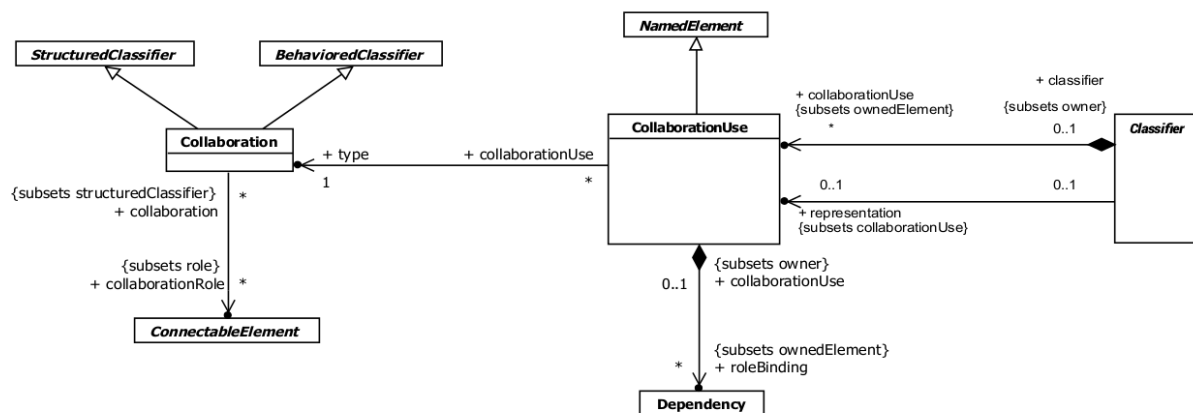 NamedElement
StructuredClassifier
BehavioredClassifier
+ classifier
+ collaborationUse
{subsets ownedElement}
{subsets owner}
CollaborationUse
Classifier
*
0..1
Collaboration
+ type
+ collaborationUse
1
*
{subsets structuredClassifier}
*
+ collaboration
0..1
0..1
+ representation
{subsets collaborationUse}
{subsets role}
+ collaborationRole
*
{subsets owner}
0..1
+ collaborationUse
ConnectableElement
{subsets ownedElement}
*
+ roleBinding
Dependency